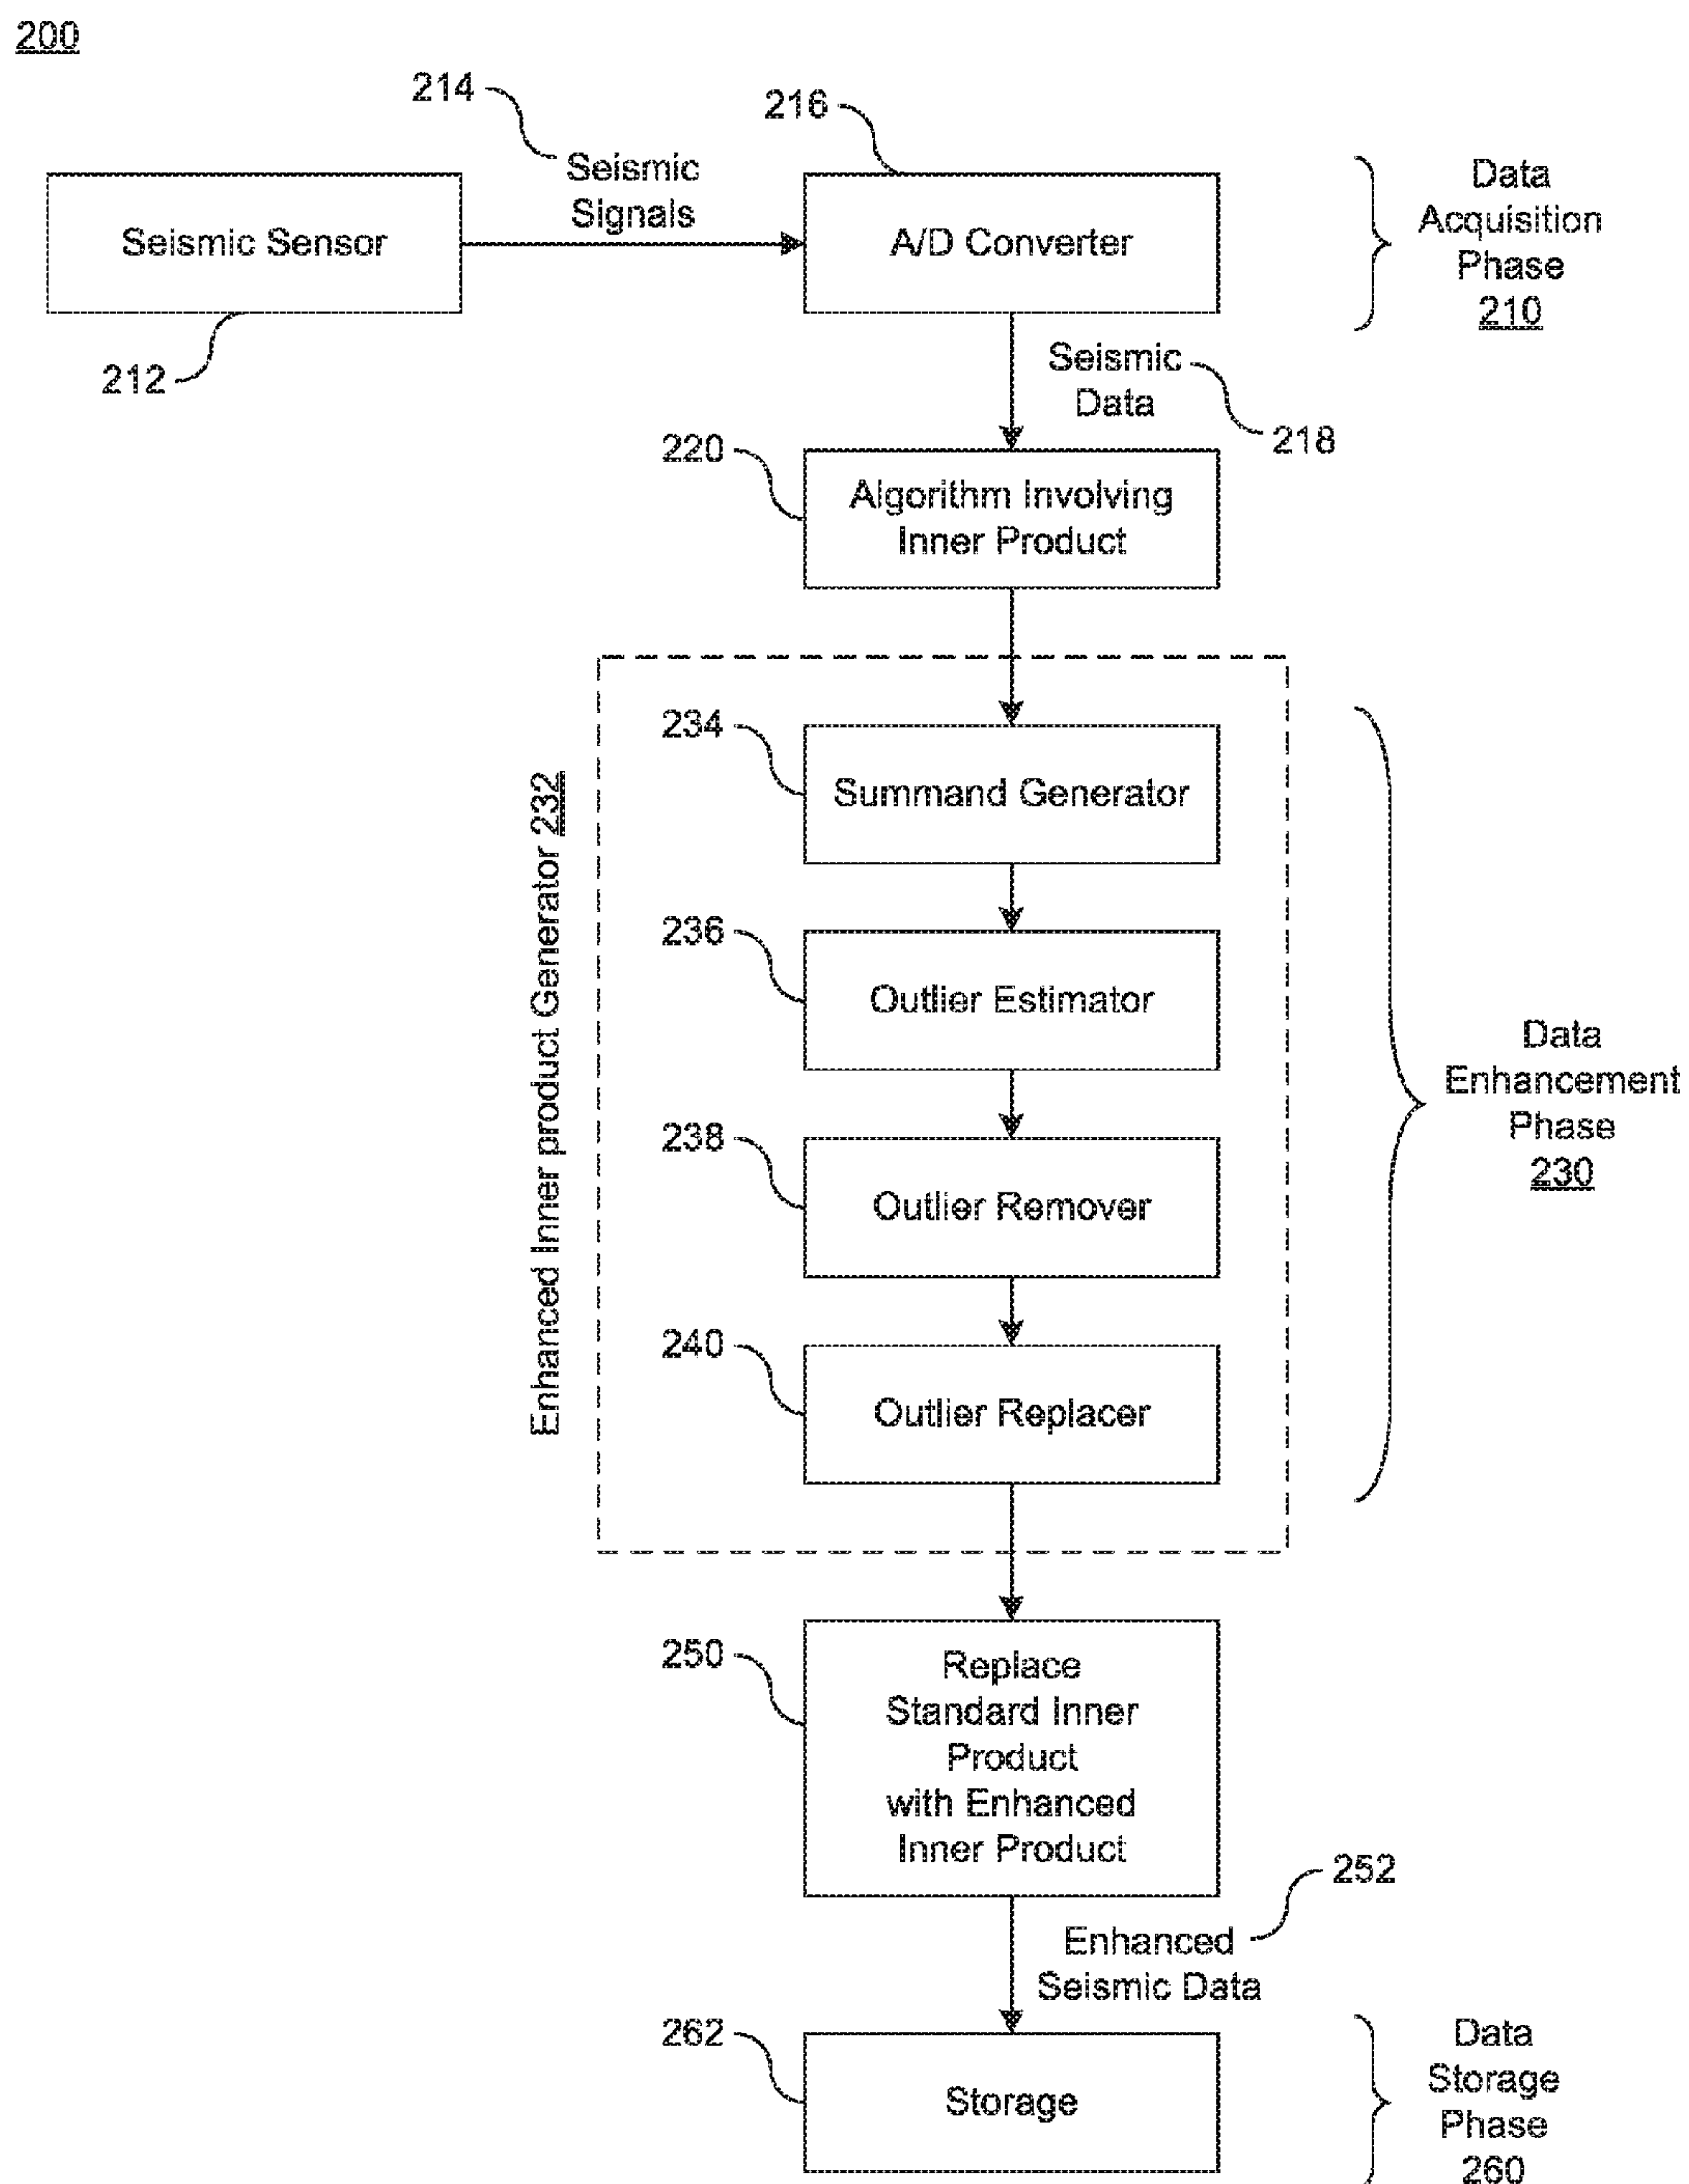 200
214
216
Seismic
Signals
Seismic Sensor
A/D Converter
Data
Acquisition
Phase
210
212
Seismic
Data
218
220
Algorithm Involving
Inner Product
Enhanced Inner product Generator 232
234
Summand Generator
236
Outlier Estimator
238
Outlier Remover
240
Outlier Replacer
Data
Enhancement
Phase
230
250
Replace
Standard Inner
Product
with Enhanced
Inner Product
252
Enhanced
Seismic Data
262
Storage
Data
Storage
Phase
260